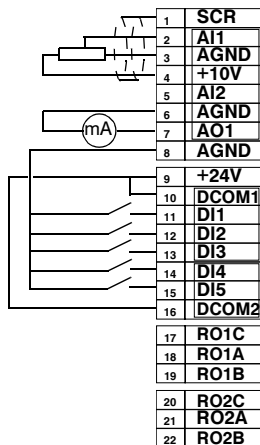 1 SCR
2 AI1
3 AGND
4 +10V
5 AI2
6 AGND
mA
7 AO1
8 AGND
9 +24V
10 DCOM1
11 DI1
12 DI2
13 DI3
14 DI4
15 DI5
16 DCOM2
17 RO1C
18 RO1A
19 RO1B
20 RO2C
21 RO2A
22 RO2B